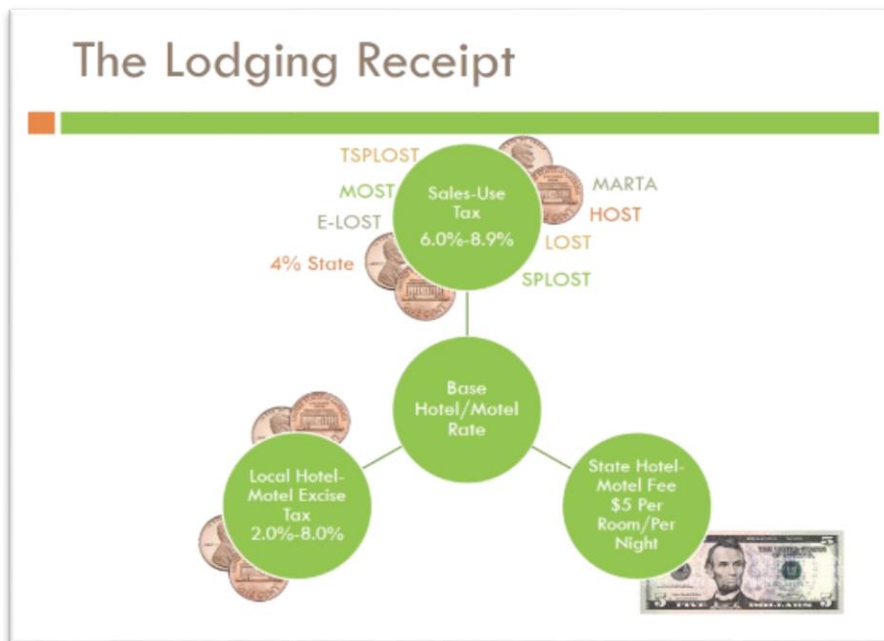 The Lodging Receipt
TSPLOST
MOST
E-LOST
4% State
Sales-Use
Tax
6.0%-8.9%
MARTA
HOST
LOST
SPLOST
Base
Hotel/Motel
Rate
Local Hotel-
Motel Excise
Tax
2.0%-8.0%
State Hotel-
Motel Fee
$5 Per
Room/Per
Night
FIVE DOLLARS